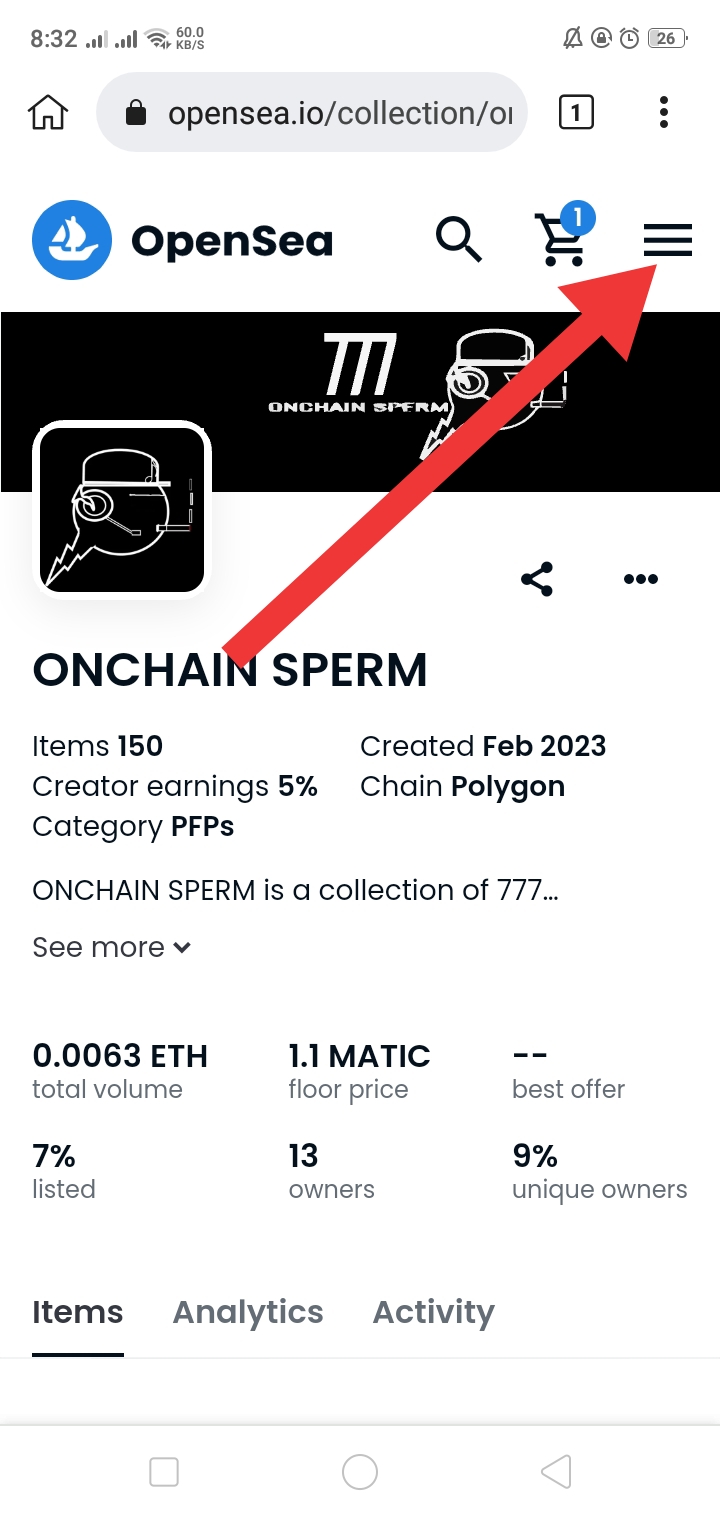 8:32 60.0 KB/S 26
opensea.io/collection/or 1
OpenSea 1
777
ONCHAIN SPERM
ONCHAIN SPERM
Items 150 Created Feb 2023
Creator earnings 5% Chain Polygon
Category PFPs
ONCHAIN SPERM is a collection of 777...
See more
0.0063 ETH 1.1 MATIC --
total volume floor price best offer
7% 13 9%
listed owners unique owners
Items Analytics Activity